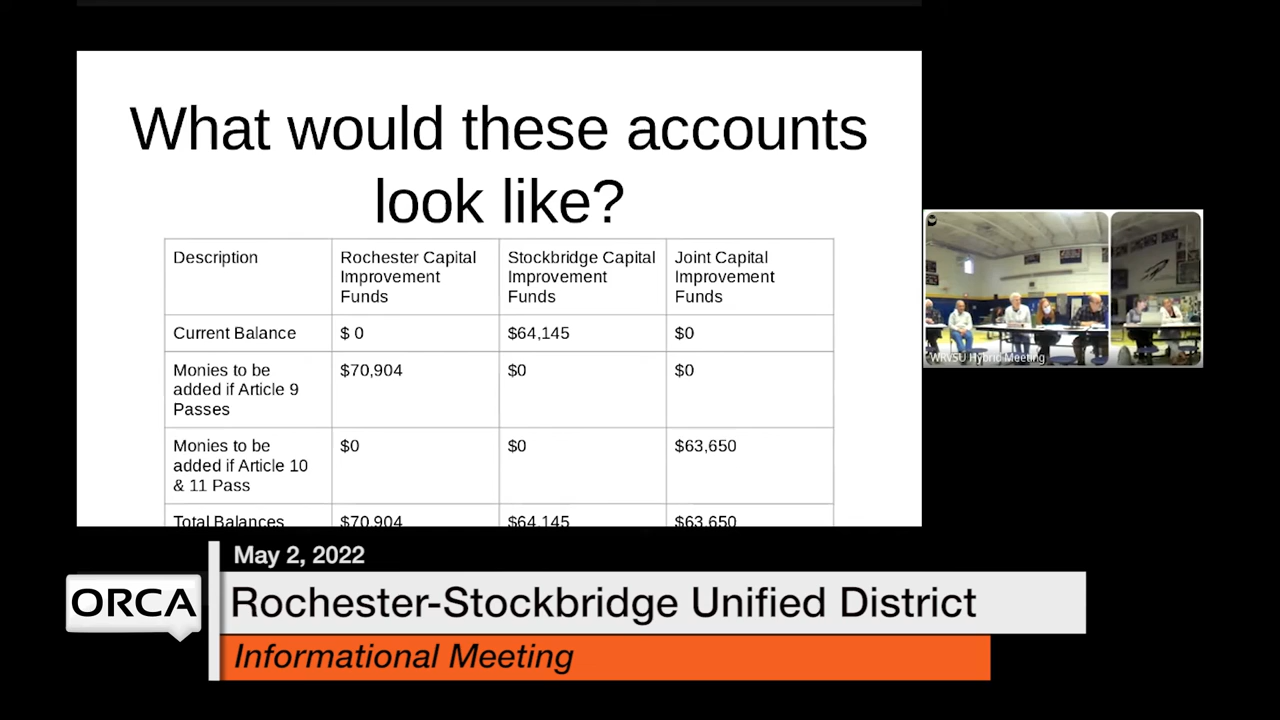 What would these accounts
look like?
Description
Rochester Capital
Improvement
Funds
Stockbridge Capital
Improvement
Funds
Joint Capital
Improvement
Funds
Current Balance
$ 0
$64,145
$0
Monies to be
added if Article 9
Passes
$70,904
$0
$0
Monies to be
added if Article 10
& 11 Pass
$0
$0
$63,650
Total Balances
$70,904
$64,145
$63,650
WRVSU Hybrid Meeting
May 2, 2022
ORCA
Rochester-Stockbridge Unified District
Informational Meeting